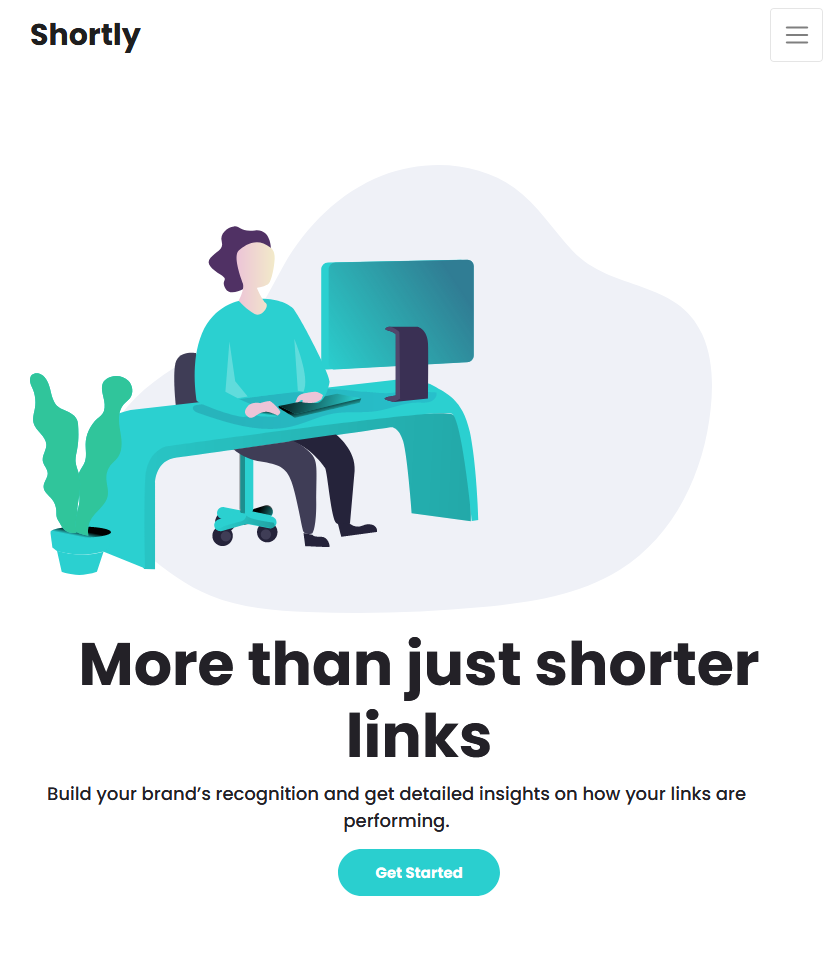 Shortly
More than just shorter
links
Build your brand’s recognition and get detailed insights on how your links are
performing.
Get Started